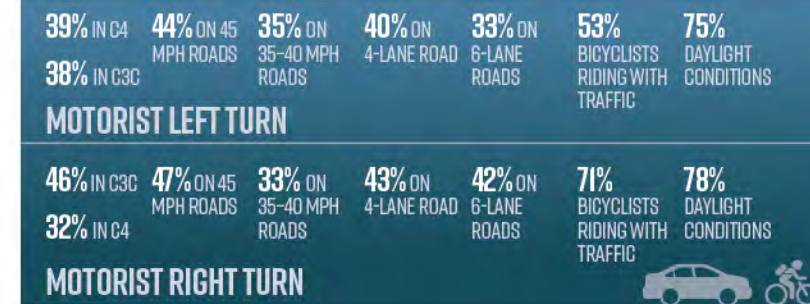 39% IN C4
38% IN C3C
44% ON 45
MPH ROADS
35% ON
35-40 MPH
ROADS
40% ON
4-LANE ROAD
33% ON
6-LANE
ROADS
53%
BICYCLISTS
RIDING WITH
TRAFFIC
75%
DAYLIGHT
CONDITIONS
MOTORIST LEFT TURN
46% IN C3C
32% IN C4
47% ON 45
MPH ROADS
33% ON
35-40 MPH
ROADS
43% ON
4-LANE ROAD
42% ON
6-LANE
ROADS
71%
BICYCLISTS
RIDING WITH
TRAFFIC
78%
DAYLIGHT
CONDITIONS
MOTORIST RIGHT TURN